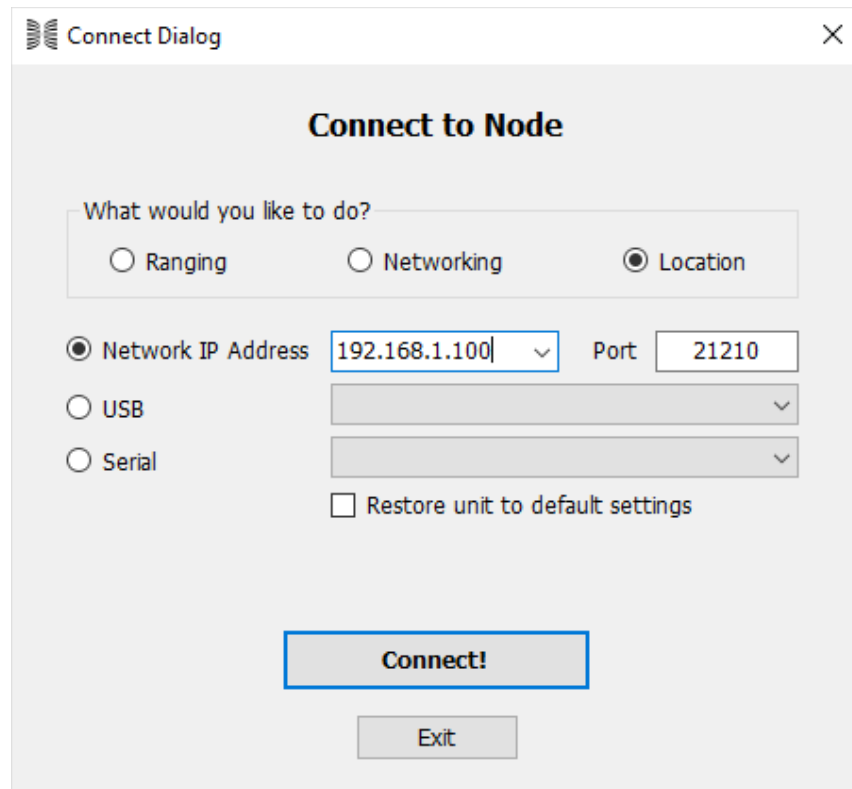 Connect Dialog
Connect to Node
What would you like to do?
Ranging Networking Location
Network IP Address 192.168.1.100 Port 21210
USB
Serial
Restore unit to default settings
Connect!
Exit